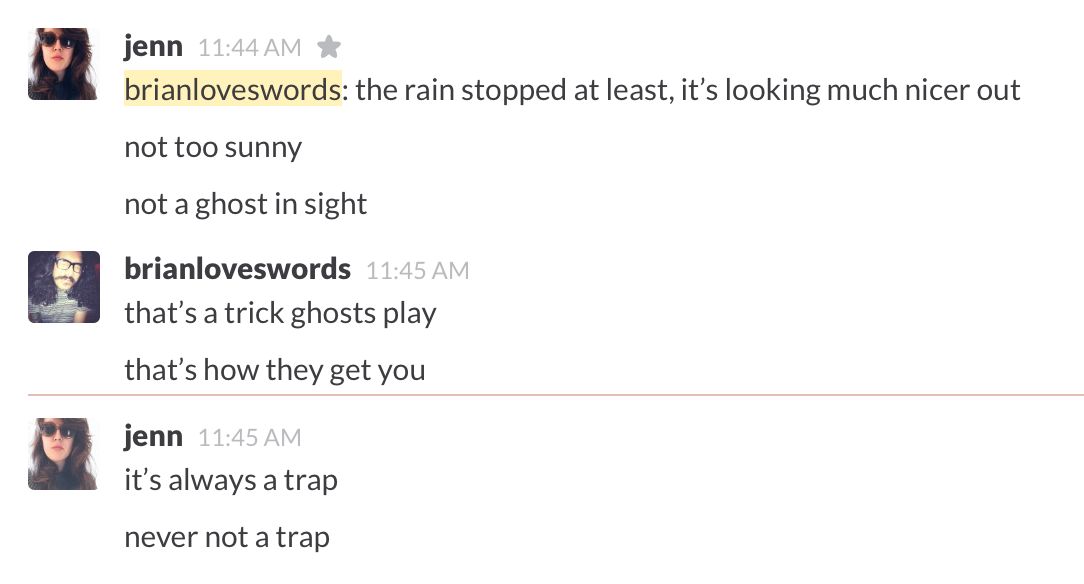 jenn 11:44 AM
brianloveswords: the rain stopped at least, it’s looking much nicer out
not too sunny
not a ghost in sight
brianloveswords 11:45 AM
that’s a trick ghosts play
that’s how they get you
jenn 11:45 AM
it’s always a trap
never not a trap